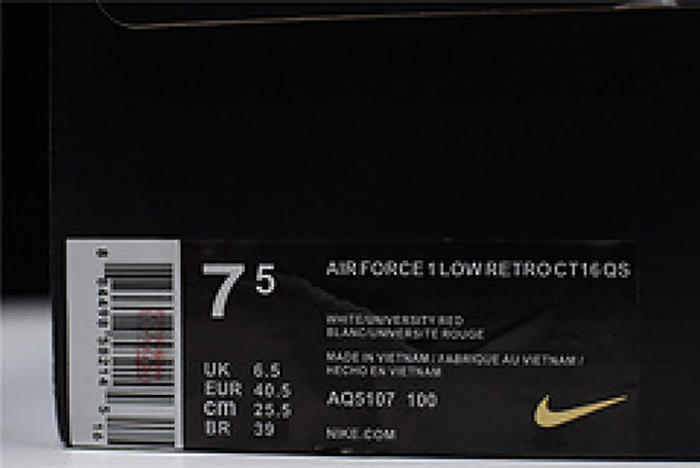 7 5
AIR FORCE 1 LOW RETRO CT16 QS
WHITE/UNIVERSITY RED
BLANC/UNIVERSITE ROUGE
MADE IN VIETNAM / FABRIQUE AU VIETNAM /
HECHO EN VIETNAM
UK 6.5
EUR 40.5
cm 25.5
BR 39
AQ5107 100
NIKE.COM